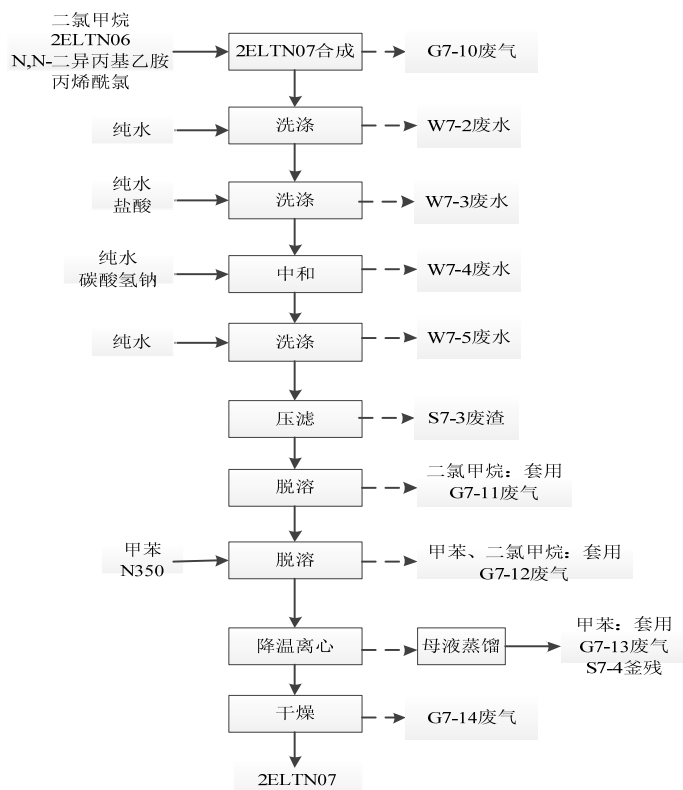 二氯甲烷
2ELTN06
N,N-二异丙基乙胺
丙烯酰氯
2ELTN07合成
G7-10废气
纯水
洗涤
W7-2废水
纯水
盐酸
洗涤
W7-3废水
纯水
碳酸氢钠
中和
W7-4废水
纯水
洗涤
W7-5废水
压滤
S7-3废渣
脱溶
二氯甲烷：套用
G7-11废气
甲苯
N350
脱溶
甲苯、二氯甲烷：套用
G7-12废气
降温离心
母液蒸馏
甲苯：套用
G7-13废气
S7-4釜残
干燥
G7-14废气
2ELTN07